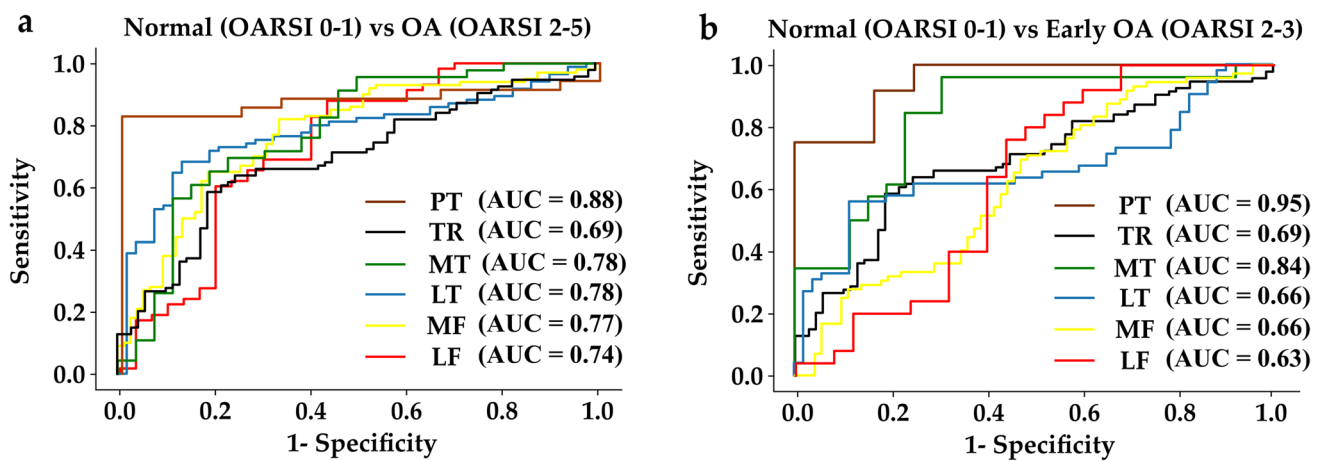 a
Normal (OARSI 0-1) vs OA (OARSI 2-5)
Sensitivity
1.0
0.8
0.6
0.4
0.2
0.0
PT (AUC = 0.88)
TR (AUC = 0.69)
MT (AUC = 0.78)
LT (AUC = 0.78)
MF (AUC = 0.77)
LF (AUC = 0.74)
0.0 0.2 0.4 0.6 0.8 1.0
1- Specificity
b
Normal (OARSI 0-1) vs Early OA (OARSI 2-3)
Sensitivity
1.0
0.8
0.6
0.4
0.2
0.0
PT (AUC = 0.95)
TR (AUC = 0.69)
MT (AUC = 0.84)
LT (AUC = 0.66)
MF (AUC = 0.66)
LF (AUC = 0.63)
0.0 0.2 0.4 0.6 0.8 1.0
1- Specificity